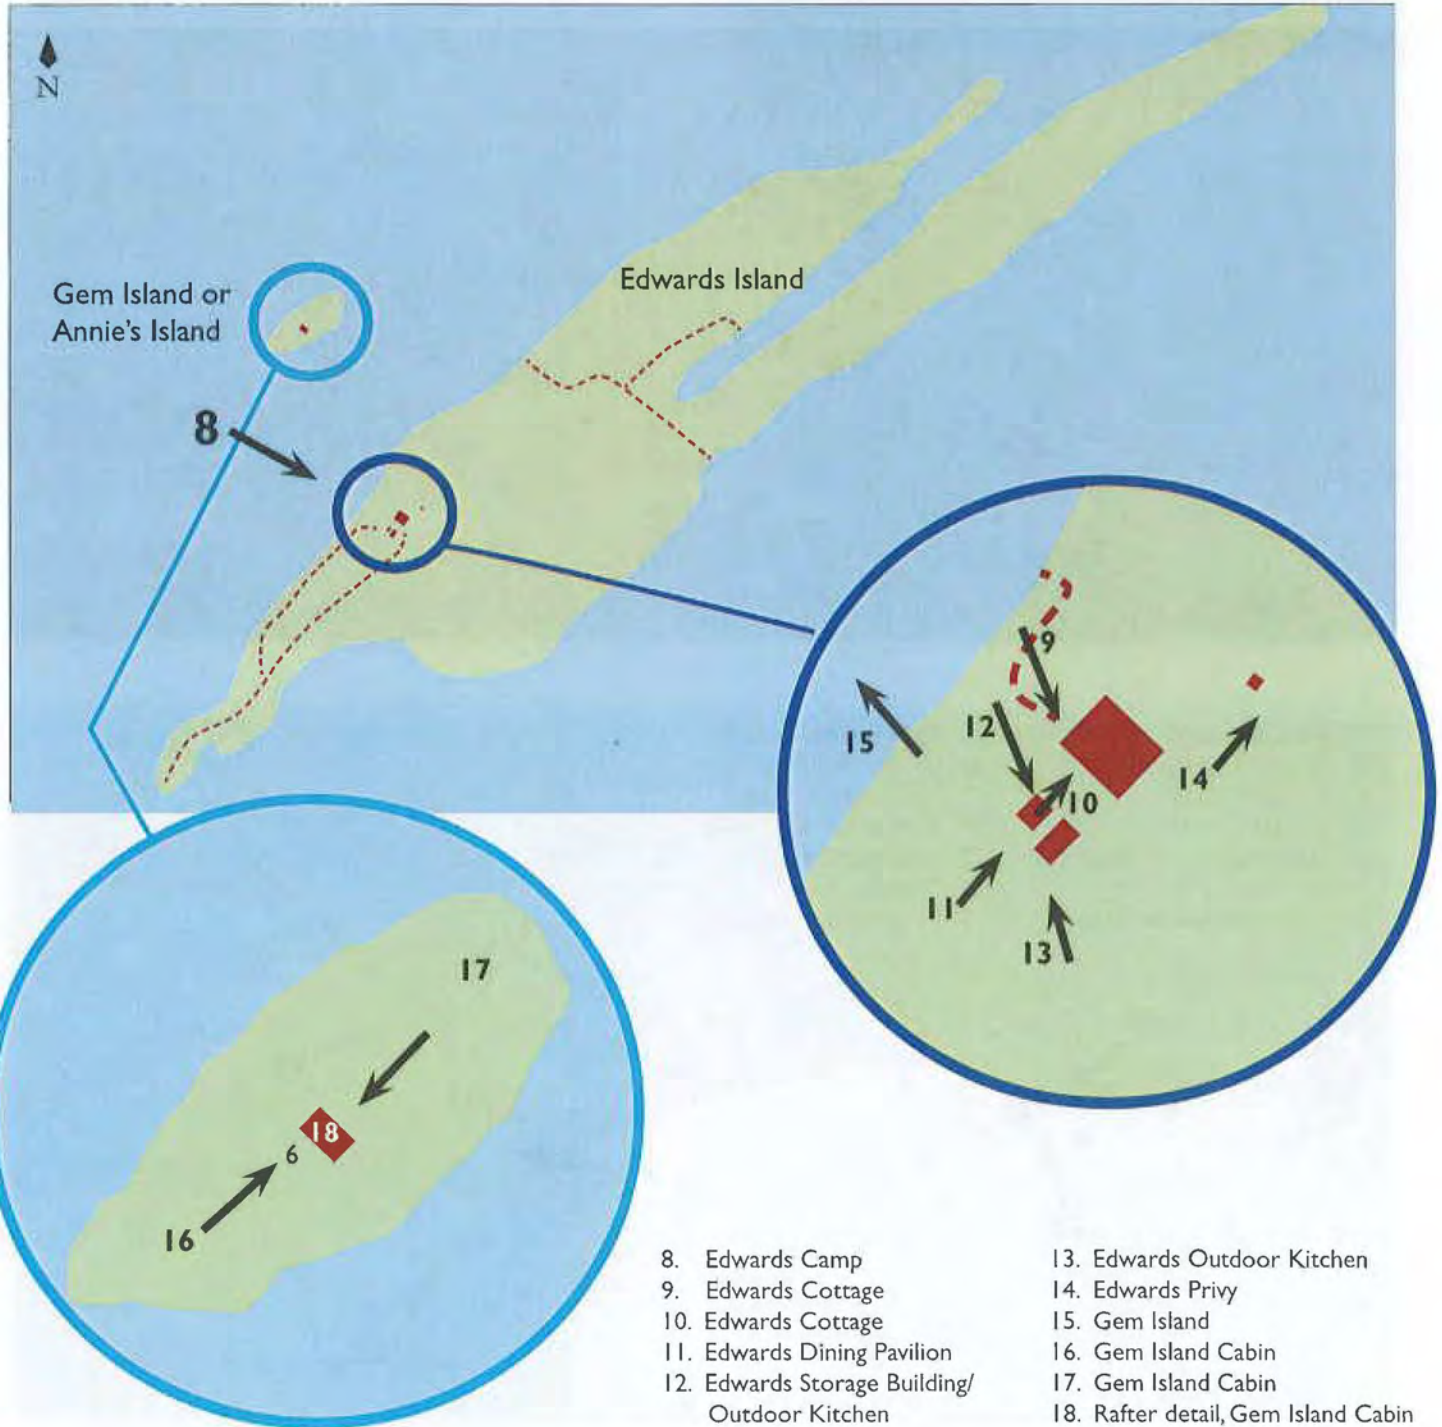 N
Edwards Island
Gem Island or
Annie's Island
8
9
12
15
14
10
11
13
17
18
6
16
8. Edwards Camp
9. Edwards Cottage
10. Edwards Cottage
11. Edwards Dining Pavilion
12. Edwards Storage Building/
Outdoor Kitchen
13. Edwards Outdoor Kitchen
14. Edwards Privy
15. Gem Island
16. Gem Island Cabin
17. Gem Island Cabin
18. Rafter detail, Gem Island Cabin